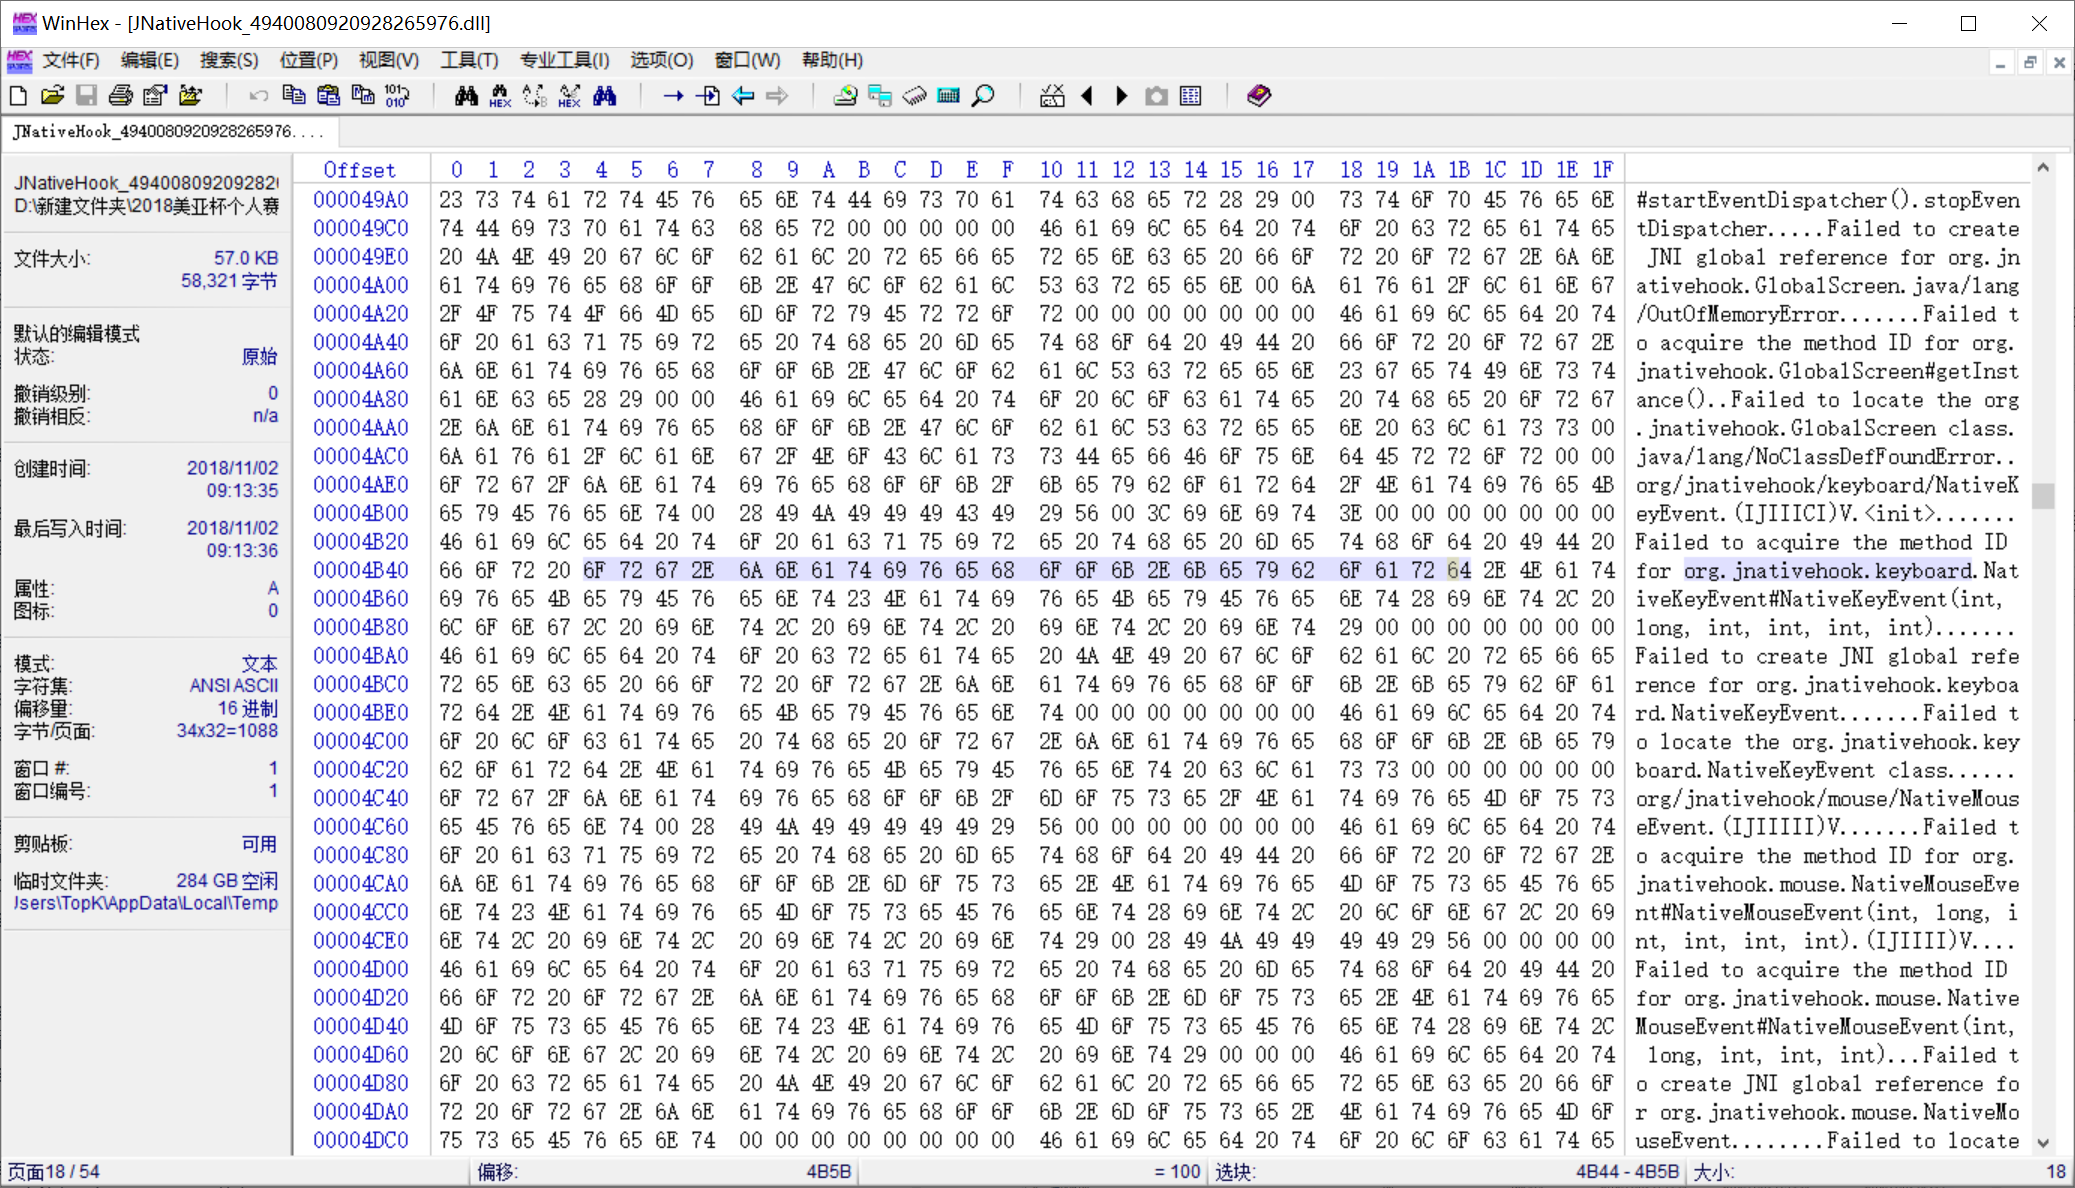 WinHex - [JNativeHook_4940080920928265976.dll]
文件(F) 编辑(E) 搜索(S) 位置(P) 视图(V) 工具(T) 专业工具(I) 选项(O) 窗口(W) 帮助(H)
JNativeHook_4940080920928265976....
JNativeHook_494008092092826
D:\新建文件夹\2018美亚杯个人赛
文件大小: 57.0 KB
58,321 字节
默认的编辑模式
状态: 原始
撤销级别: 0
撤销相反: n/a
创建时间: 2018/11/02
09:13:35
最后写入时间: 2018/11/02
09:13:36
属性: A
图标: 0
模式: 文本
字符集: ANSI ASCII
偏移量: 16 进制
字节/页面: 34x32=1088
窗口 #: 1
窗口编号: 1
剪贴板: 可用
临时文件夹: 284 GB 空闲
Jsers\TopK\AppData\Local\Temp
Offset 0 1 2 3 4 5 6 7 8 9 A B C D E F 10 11 12 13 14 15 16 17 18 19 1A 1B 1C 1D 1E 1F
000049A0 23 73 74 61 72 74 45 76 65 6E 74 44 69 73 70 61 74 63 68 65 72 28 29 00 73 74 6F 70 45 76 65 6E #startEventDispatcher().stopEven
000049C0 74 44 69 73 70 61 74 63 68 65 72 00 00 00 00 00 46 61 69 6C 65 64 20 74 6F 20 63 72 65 61 74 65 tDispatcher.....Failed to create
000049E0 20 4A 4E 49 20 67 6C 6F 62 61 6C 20 72 65 66 65 72 65 6E 63 65 20 66 6F 72 20 6F 72 67 2E 6A 6E  JNI global reference for org.jn
00004A00 61 74 69 76 65 68 6F 6F 6B 2E 47 6C 6F 62 61 6C 53 63 72 65 65 6E 00 6A 61 76 61 2F 6C 61 6E 67 ativehook.GlobalScreen.java/lang
00004A20 2F 4F 75 74 4F 66 4D 65 6D 6F 72 79 45 72 72 6F 72 00 00 00 00 00 00 00 46 61 69 6C 65 64 20 74 /OutOfMemoryError.......Failed t
00004A40 6F 20 61 63 71 75 69 72 65 20 74 68 65 20 6D 65 74 68 6F 64 20 49 44 20 66 6F 72 20 6F 72 67 2E o acquire the method ID for org.
00004A60 6A 6E 61 74 69 76 65 68 6F 6F 6B 2E 47 6C 6F 62 61 6C 53 63 72 65 65 6E 23 67 65 74 49 6E 73 74 jnativehook.GlobalScreen#getInst
00004A80 61 6E 63 65 28 29 00 00 46 61 69 6C 65 64 20 74 6F 20 6C 6F 63 61 74 65 20 74 68 65 20 6F 72 67 ance()..Failed to locate the org
00004AA0 2E 6A 6E 61 74 69 76 65 68 6F 6F 6B 2E 47 6C 6F 62 61 6C 53 63 72 65 65 6E 20 63 6C 61 73 73 00 .jnativehook.GlobalScreen class.
00004AC0 6A 61 76 61 2F 6C 61 6E 67 2F 4E 6F 43 6C 61 73 73 44 65 66 46 6F 75 6E 64 45 72 72 6F 72 00 00 java/lang/NoClassDefFoundError..
00004AE0 6F 72 67 2F 6A 6E 61 74 69 76 65 68 6F 6F 6B 2F 6B 65 79 62 6F 61 72 64 2F 4E 61 74 69 76 65 4B org/jnativehook/keyboard/NativeK
00004B00 65 79 45 76 65 6E 74 00 28 49 4A 49 49 49 43 49 29 56 00 3C 69 6E 69 74 3E 00 00 00 00 00 00 00 eyEvent.(IJIIICI)V.<init>.......
00004B20 46 61 69 6C 65 64 20 74 6F 20 61 63 71 75 69 72 65 20 74 68 65 20 6D 65 74 68 6F 64 20 49 44 20 Failed to acquire the method ID
00004B40 66 6F 72 20 6F 72 67 2E 6A 6E 61 74 69 76 65 68 6F 6F 6B 2E 6B 65 79 62 6F 61 72 64 2E 4E 61 74 for org.jnativehook.keyboard.Nat
00004B60 69 76 65 4B 65 79 45 76 65 6E 74 23 4E 61 74 69 76 65 4B 65 79 45 76 65 6E 74 28 69 6E 74 2C 20 iveKeyEvent#NativeKeyEvent(int,
00004B80 6C 6F 6E 67 2C 20 69 6E 74 2C 20 69 6E 74 2C 20 69 6E 74 2C 20 69 6E 74 29 00 00 00 00 00 00 00 long, int, int, int, int).......
00004BA0 46 61 69 6C 65 64 20 74 6F 20 63 72 65 61 74 65 20 4A 4E 49 20 67 6C 6F 62 61 6C 20 72 65 66 65 Failed to create JNI global refe
00004BC0 72 65 6E 63 65 20 66 6F 72 20 6F 72 67 2E 6A 6E 61 74 69 76 65 68 6F 6F 6B 2E 6B 65 79 62 6F 61 rence for org.jnativehook.keyboa
00004BE0 72 64 2E 4E 61 74 69 76 65 4B 65 79 45 76 65 6E 74 00 00 00 00 00 00 00 46 61 69 6C 65 64 20 74 rd.NativeKeyEvent.......Failed t
00004C00 6F 20 6C 6F 63 61 74 65 20 74 68 65 20 6F 72 67 2E 6A 6E 61 74 69 76 65 68 6F 6F 6B 2E 6B 65 79 o locate the org.jnativehook.key
00004C20 62 6F 61 72 64 2E 4E 61 74 69 76 65 4B 65 79 45 76 65 6E 74 20 63 6C 61 73 73 00 00 00 00 00 00 board.NativeKeyEvent class......
00004C40 6F 72 67 2F 6A 6E 61 74 69 76 65 68 6F 6F 6B 2F 6D 6F 75 73 65 2F 4E 61 74 69 76 65 4D 6F 75 73 org/jnativehook/mouse/NativeMous
00004C60 65 45 76 65 6E 74 00 28 49 4A 49 49 49 49 49 29 56 00 00 00 00 00 00 00 46 61 69 6C 65 64 20 74 eEvent.(IJIIIII)V.......Failed t
00004C80 6F 20 61 63 71 75 69 72 65 20 74 68 65 20 6D 65 74 68 6F 64 20 49 44 20 66 6F 72 20 6F 72 67 2E o acquire the method ID for org.
00004CA0 6A 6E 61 74 69 76 65 68 6F 6F 6B 2E 6D 6F 75 73 65 2E 4E 61 74 69 76 65 4D 6F 75 73 65 45 76 65 jnativehook.mouse.NativeMouseEve
00004CC0 6E 74 23 4E 61 74 69 76 65 4D 6F 75 73 65 45 76 65 6E 74 28 69 6E 74 2C 20 6C 6F 6E 67 2C 20 69 nt#NativeMouseEvent(int, long, i
00004CE0 6E 74 2C 20 69 6E 74 2C 20 69 6E 74 2C 20 69 6E 74 29 00 28 49 4A 49 49 49 49 29 56 00 00 00 00 nt, int, int, int).(IJIIII)V....
00004D00 46 61 69 6C 65 64 20 74 6F 20 61 63 71 75 69 72 65 20 74 68 65 20 6D 65 74 68 6F 64 20 49 44 20 Failed to acquire the method ID
00004D20 66 6F 72 20 6F 72 67 2E 6A 6E 61 74 69 76 65 68 6F 6F 6B 2E 6D 6F 75 73 65 2E 4E 61 74 69 76 65 for org.jnativehook.mouse.Native
00004D40 4D 6F 75 73 65 45 76 65 6E 74 23 4E 61 74 69 76 65 4D 6F 75 73 65 45 76 65 6E 74 28 69 6E 74 2C MouseEvent#NativeMouseEvent(int,
00004D60 20 6C 6F 6E 67 2C 20 69 6E 74 2C 20 69 6E 74 2C 20 69 6E 74 29 00 00 00 46 61 69 6C 65 64 20 74  long, int, int, int)...Failed t
00004D80 6F 20 63 72 65 61 74 65 20 4A 4E 49 20 67 6C 6F 62 61 6C 20 72 65 66 65 72 65 6E 63 65 20 66 6F o create JNI global reference fo
00004DA0 72 20 6F 72 67 2E 6A 6E 61 74 69 76 65 68 6F 6F 6B 2E 6D 6F 75 73 65 2E 4E 61 74 69 76 65 4D 6F r org.jnativehook.mouse.NativeMo
00004DC0 75 73 65 45 76 65 6E 74 00 00 00 00 00 00 00 00 46 61 69 6C 65 64 20 74 6F 20 6C 6F 63 61 74 65 useEvent........Failed to locate
页面18 / 54 偏移: 4B5B = 100 选块: 4B44 - 4B5B 大小: 18